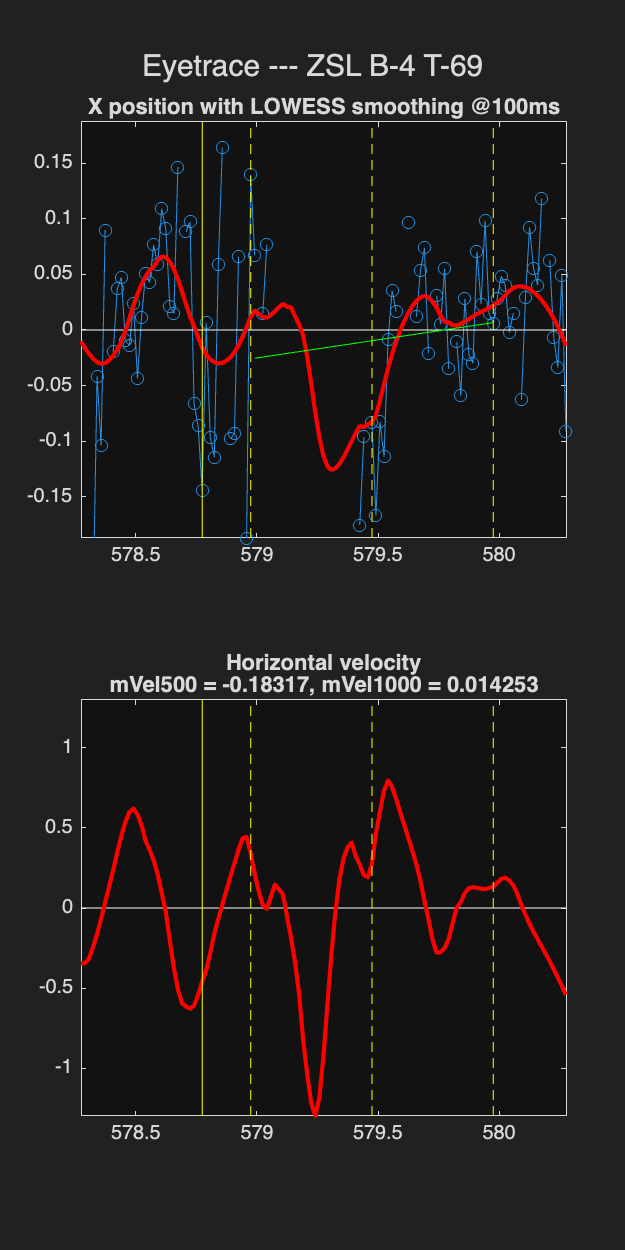 Eyetrace --- ZSL B-4 T-69
X position with LOWESS smoothing @100ms
0.15
0.1
0.05
0
-0.05
-0.1
-0.15
578.5 579 579.5 580
Horizontal velocity
mVel500 = -0.18317, mVel1000 = 0.014253
1
0.5
0
-0.5
-1
578.5 579 579.5 580